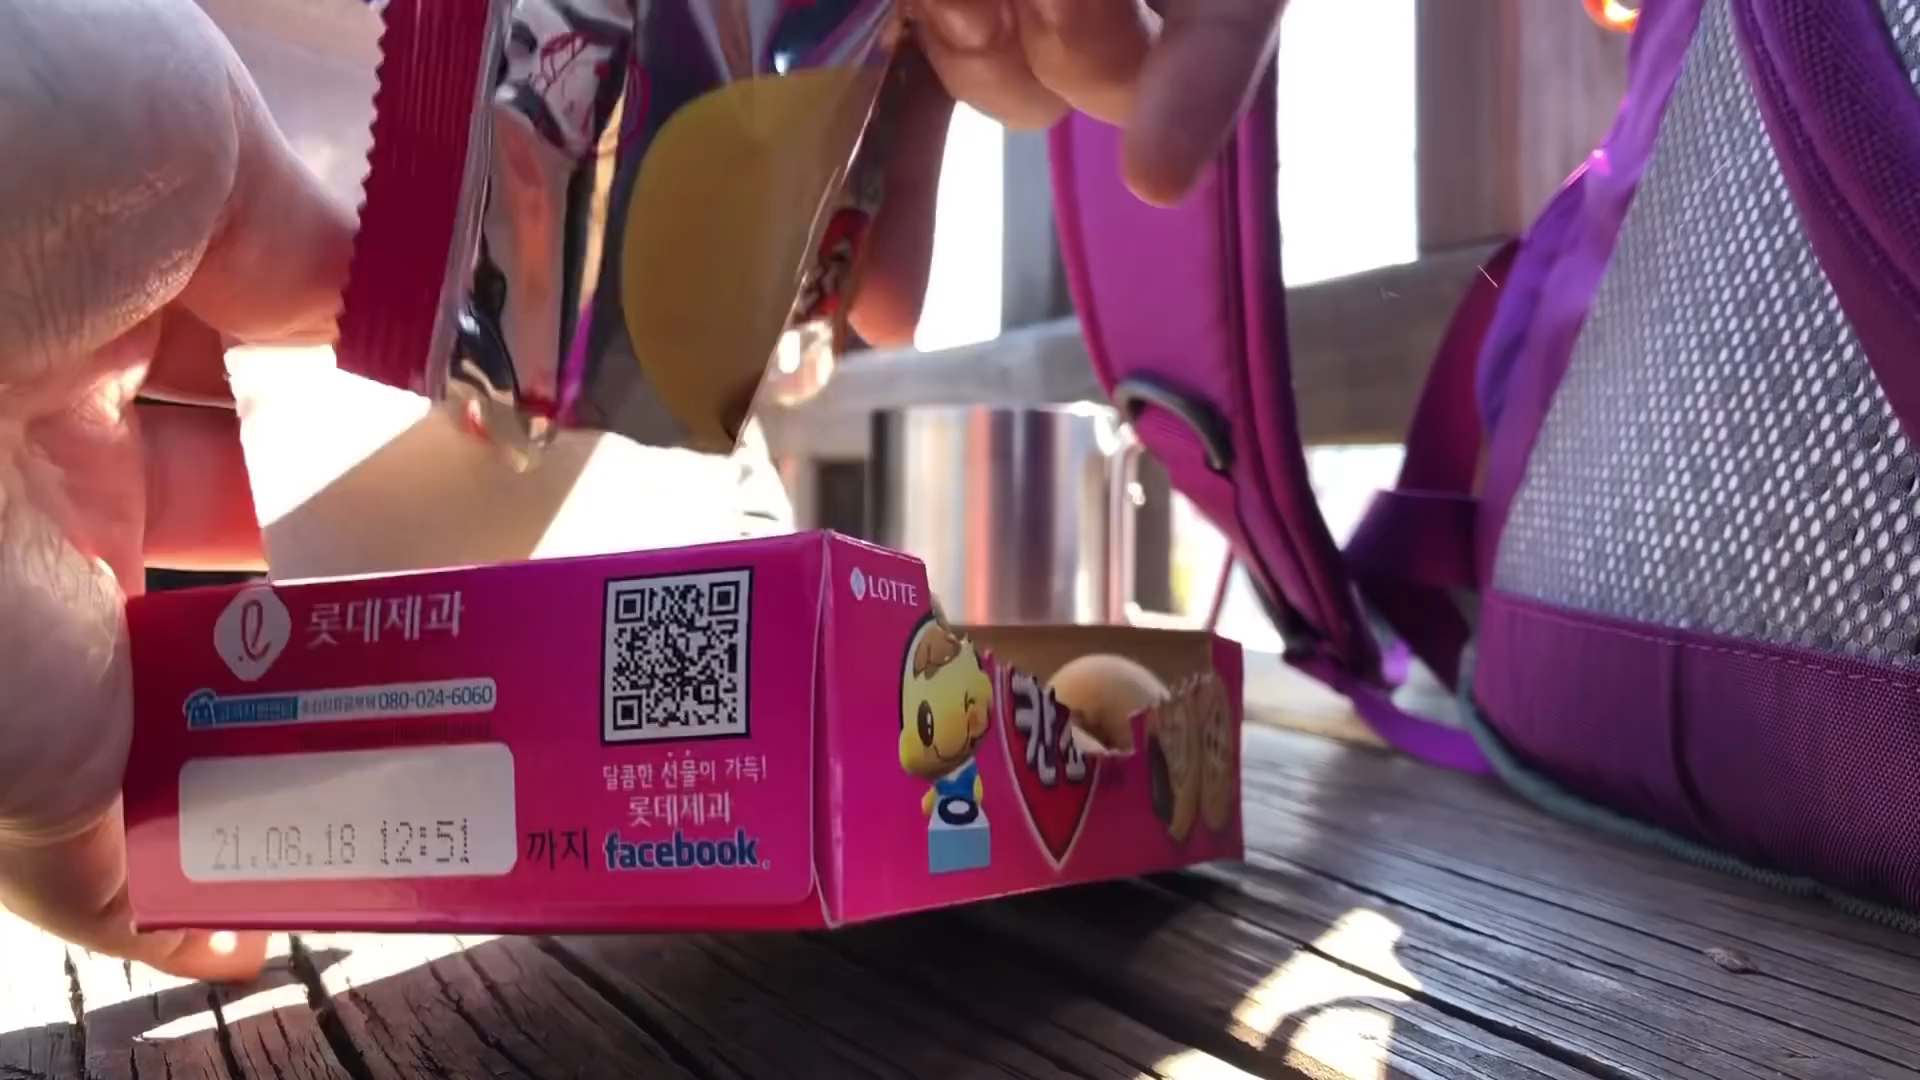 롯데제과
080-024-6060
21.08.18 12:51
까지
달콤한 선물이 가득!
롯데제과
facebook
LOTTE
칸쵸